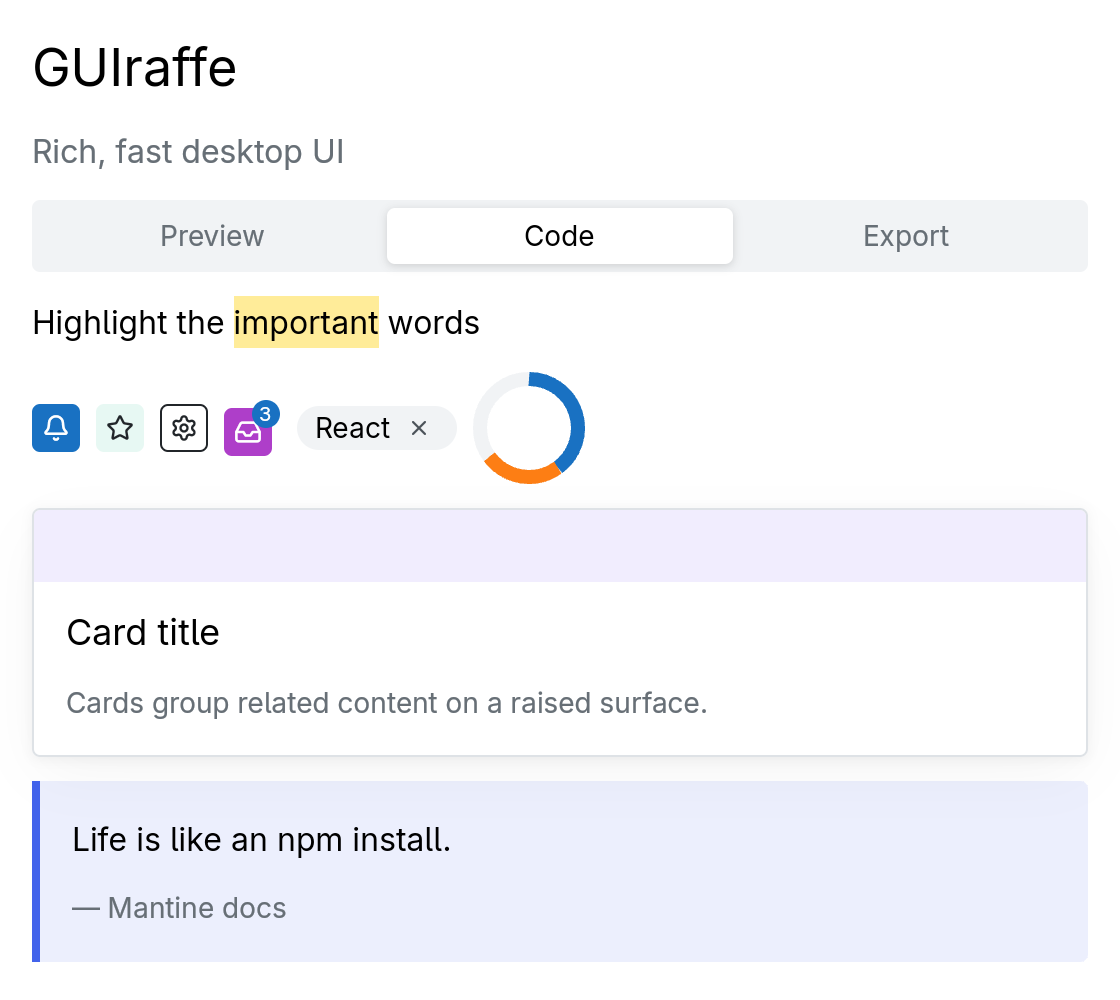 GUIraffe
Rich, fast desktop UI
Preview Code Export
Highlight the important words
3 React
Card title
Cards group related content on a raised surface.
Life is like an npm install.
— Mantine docs